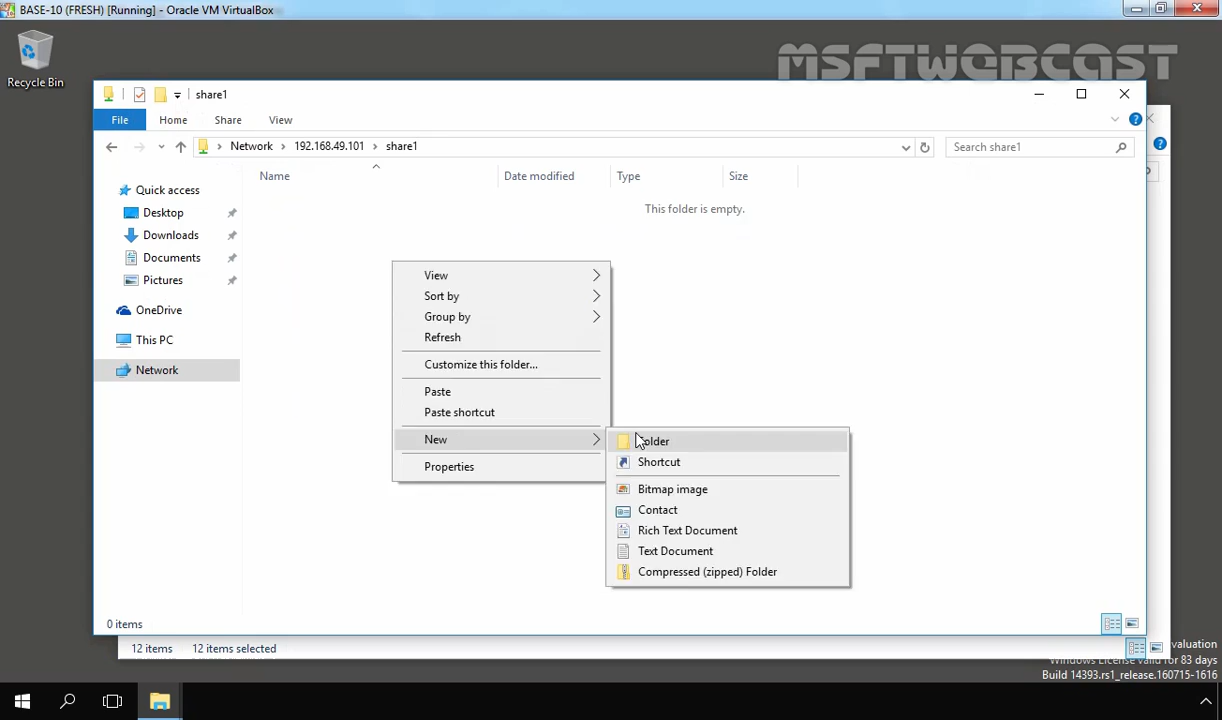 BASE-10 (FRESH) [Running] - Oracle VM VirtualBox
MSFTWEBCAST
Recycle Bin
share1
File Home Share View
Network 192.168.49.101 share1
Search share1
Name Date modified Type Size
This folder is empty.
Quick access
Desktop
Downloads
Documents
Pictures
OneDrive
This PC
Network
View
Sort by
Group by
Refresh
Customize this folder...
Paste
Paste shortcut
New
Properties
Folder
Shortcut
Bitmap image
Contact
Rich Text Document
Text Document
Compressed (zipped) Folder
0 items
12 items 12 items selected
valuation
Windows License valid for 83 days
Build 14393.rs1_release.160715-1616